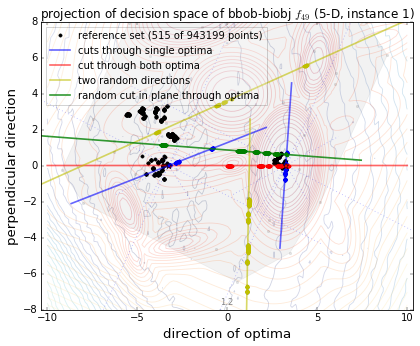 projection of decision space of bbob-biobj f49 (5-D, instance 1)
reference set (515 of 943199 points)
cuts through single optima
cut through both optima
two random directions
random cut in plane through optima
perpendicular direction
8
6
4
2
0
−2
−4
−6
−8
−10
−5
0
5
10
direction of optima